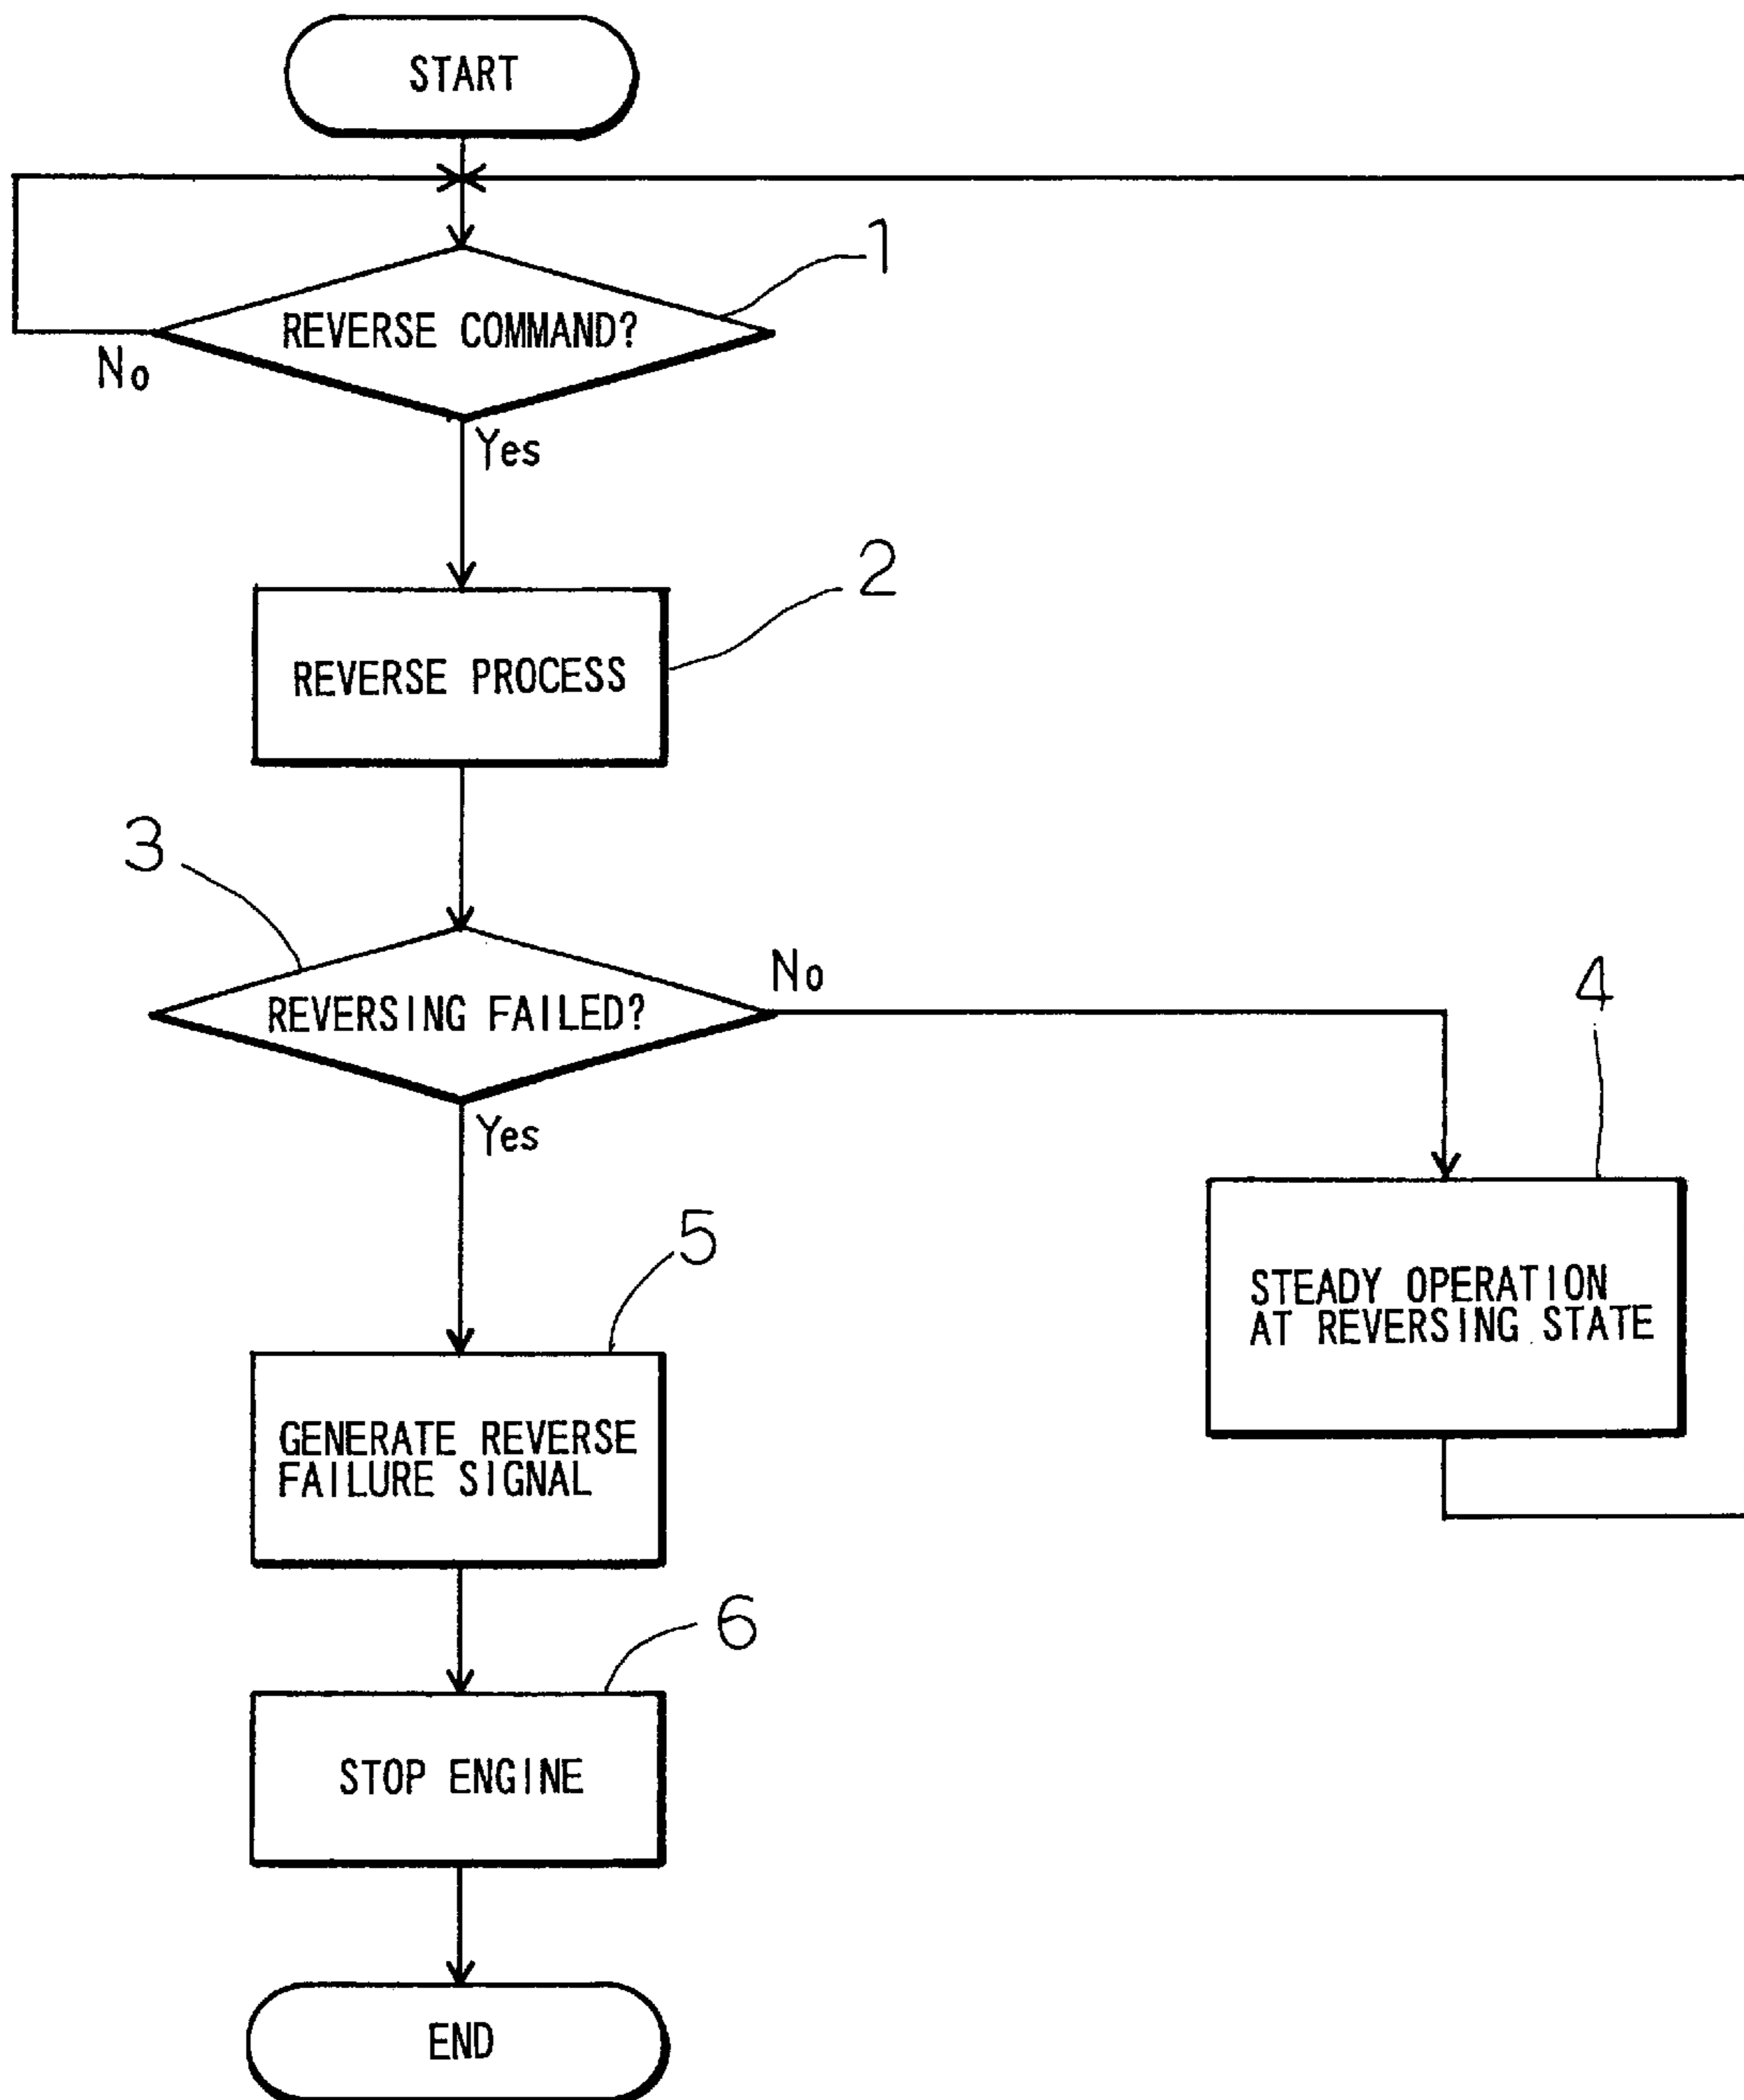 START
1
REVERSE COMMAND?
No
Yes
2
REVERSE PROCESS
3
No
REVERSING FAILED?
4
Yes
5
STEADY OPERATION
AT REVERSING STATE
GENERATE REVERSE
FAILURE SIGNAL
6
STOP ENGINE
END